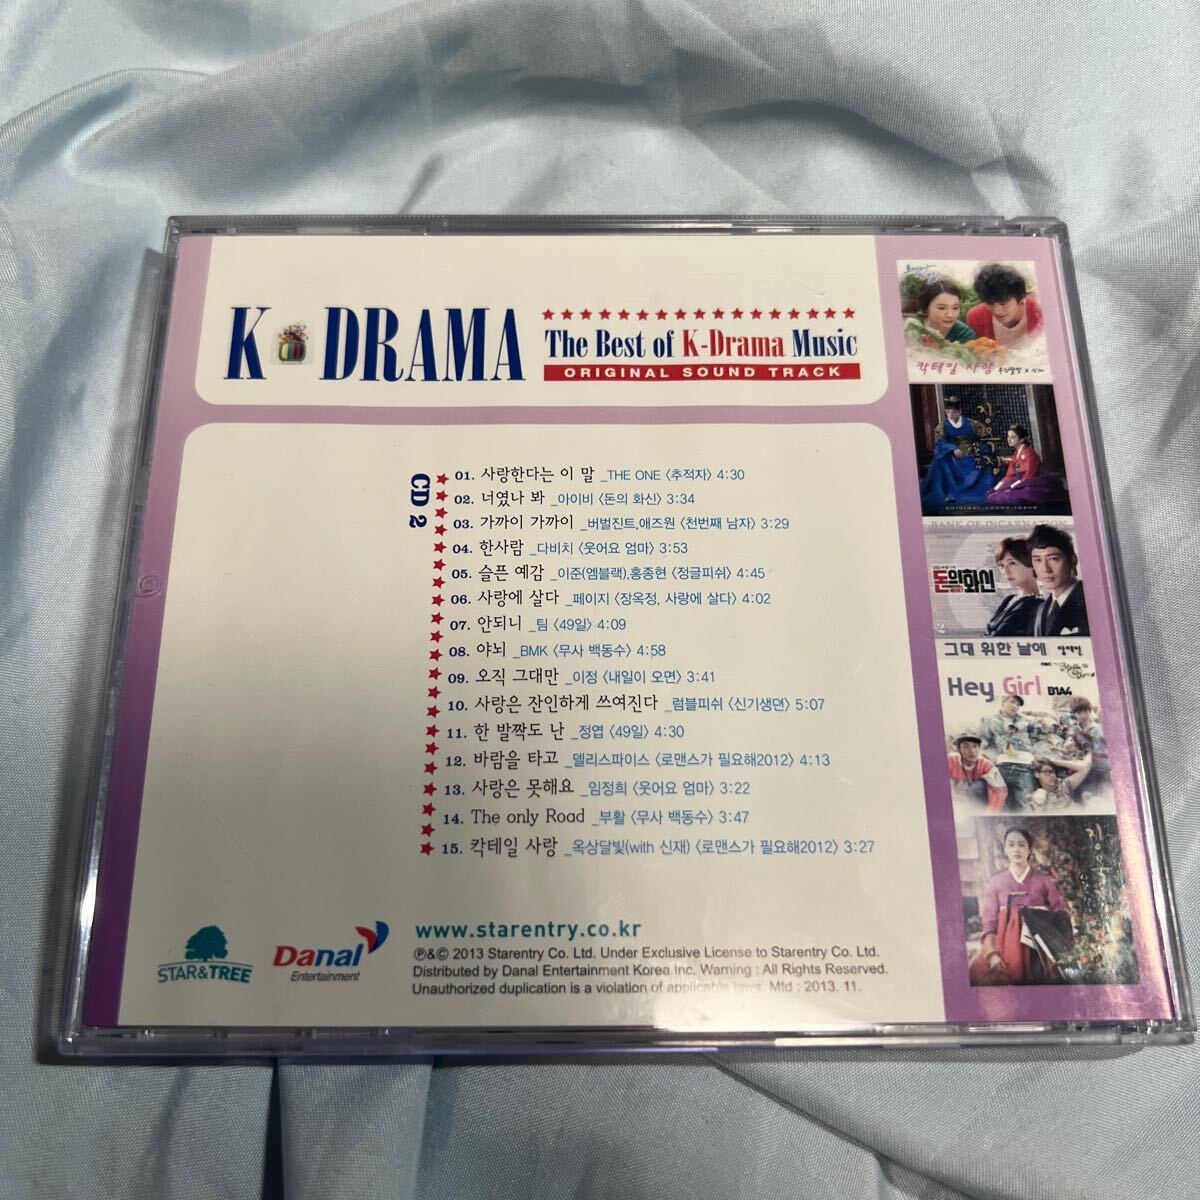 K DRAMA
The Best of K-Drama Music
ORIGINAL SOUND TRACK
CD 2
01. 사랑한다는 이 말 _THE ONE 〈추적자〉 4:30
02. 너였나 봐 _아이비 〈돈의 화신〉 3:34
03. 가까이 가까이 _버벌진트,애즈원 〈천번째 남자〉 3:29
04. 한사람 _다비치 〈웃어요 엄마〉 3:53
05. 슬픈 예감 _이준(엠블랙),홍종현 〈정글피쉬〉 4:45
06. 사랑에 살다 _페이지 〈장옥정, 사랑에 살다〉 4:02
07. 안되니 _팀 〈49일〉 4:09
08. 야뇌 _BMK 〈무사 백동수〉 4:58
09. 오직 그대만 _이정 〈내일이 오면〉 3:41
10. 사랑은 잔인하게 쓰여진다 _럼블피쉬 〈신기생뎐〉 5:07
11. 한 발짝도 난 _정엽 〈49일〉 4:30
12. 바람을 타고 _델리스파이스 〈로맨스가 필요해2012〉 4:13
13. 사랑은 못해요 _임정희 〈웃어요 엄마〉 3:22
14. The only Road _부활 〈무사 백동수〉 3:47
15. 칵테일 사랑 _옥상달빛(with 신재) 〈로맨스가 필요해2012〉 3:27
STAR&TREE
Danal
Entertainment
www.starentry.co.kr
℗&© 2013 Starentry Co. Ltd. Under Exclusive License to Starentry Co. Ltd.
Distributed by Danal Entertainment Korea Inc. Warning : All Rights Reserved.
Unauthorized duplication is a violation of applicable laws. Mfd : 2013. 11.
칵테일 사랑 옥상달빛
장옥정
ORIGINAL SOUND TRACK
BANK OF INCARNATION
돈의화신
2
그대 위한 날에
Hey Girl B1A4